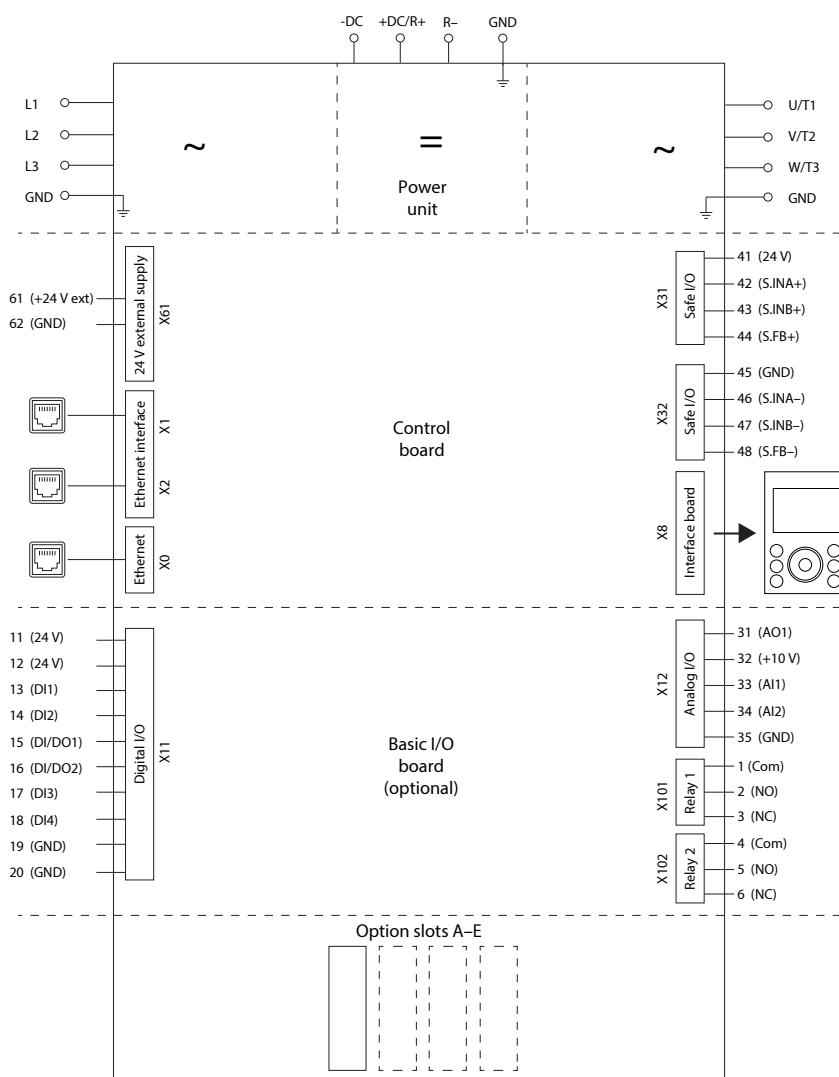 -DC +DC/R+ R– GND
L1
L2
L3
GND
~
=
~
Power
unit
U/T1
V/T2
W/T3
GND
61 (+24 V ext)
62 (GND)
24 V external supply
X61
Ethernet interface
X1
X2
Ethernet
X0
Control
board
X31
Safe I/O
41 (24 V)
42 (S.INA+)
43 (S.INB+)
44 (S.FB+)
X32
Safe I/O
45 (GND)
46 (S.INA–)
47 (S.INB–)
48 (S.FB–)
X8
Interface board
11 (24 V)
12 (24 V)
13 (DI1)
14 (DI2)
15 (DI/DO1)
16 (DI/DO2)
17 (DI3)
18 (DI4)
19 (GND)
20 (GND)
Digital I/O
X11
Basic I/O
board
(optional)
X12
Analog I/O
31 (AO1)
32 (+10 V)
33 (AI1)
34 (AI2)
35 (GND)
X101
Relay 1
1 (Com)
2 (NO)
3 (NC)
X102
Relay 2
4 (Com)
5 (NO)
6 (NC)
Option slots A–E